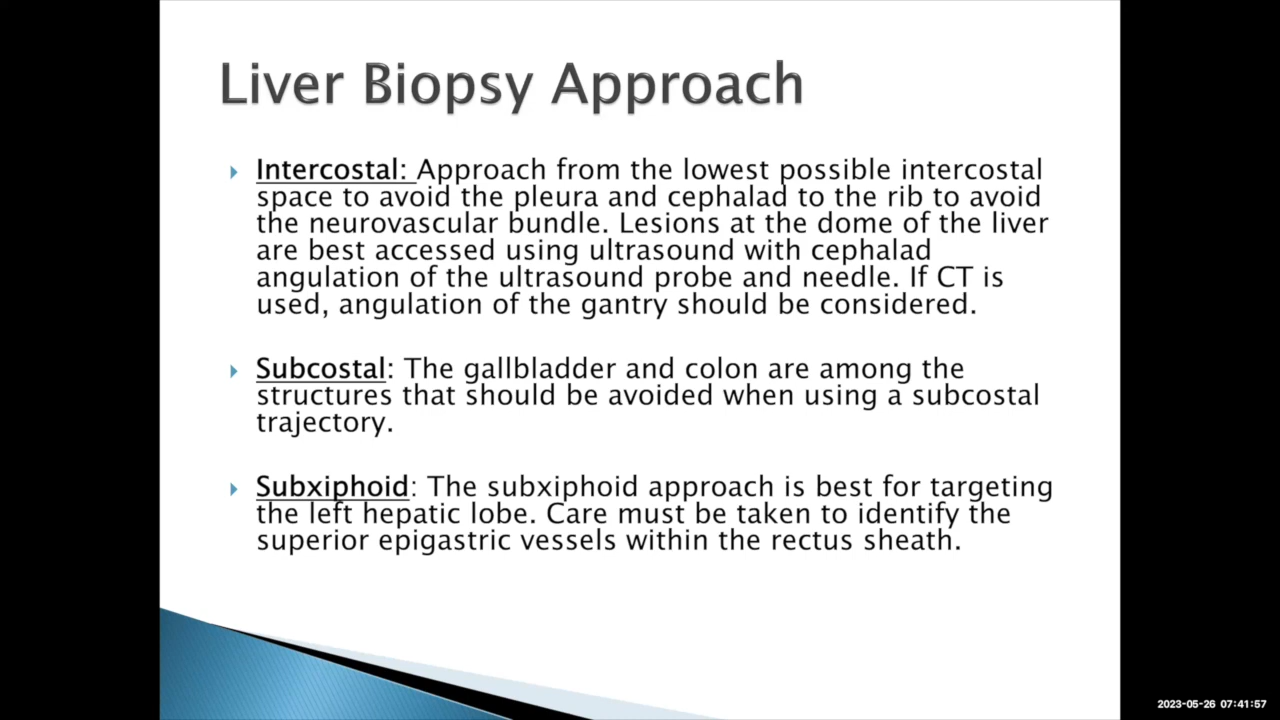 Liver Biopsy Approach
Intercostal: Approach from the lowest possible intercostal
space to avoid the pleura and cephalad to the rib to avoid
the neurovascular bundle. Lesions at the dome of the liver
are best accessed using ultrasound with cephalad
angulation of the ultrasound probe and needle. If CT is
used, angulation of the gantry should be considered.
Subcostal: The gallbladder and colon are among the
structures that should be avoided when using a subcostal
trajectory.
Subxiphoid: The subxiphoid approach is best for targeting
the left hepatic lobe. Care must be taken to identify the
superior epigastric vessels within the rectus sheath.
2023-05-26 07:41:57